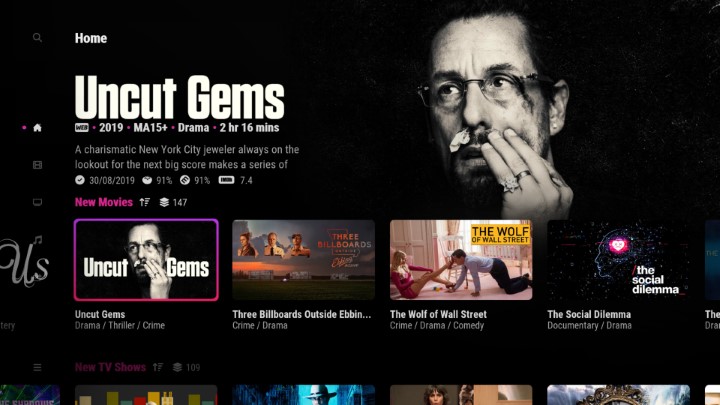 Home
Uncut Gems
WEB • 2019 • MA15+ • Drama • 2 hr 16 mins
A charismatic New York City jeweler always on the
lookout for the next big score makes a series of
30/08/2019 91% 91% IMDb 7.4
New Movies 147
Uncut Gems
THREE BILLBOARDS
THE WOLF
OF WALL STREET
/the
social
dilemma_
Us
Uncut Gems
Three Billboards Outside Ebbin...
The Wolf of Wall Street
The Social Dilemma
The
tery
Drama / Thriller / Crime
Crime / Drama
Crime / Drama / Comedy
Documentary / Drama
Dra
New TV Shows 109